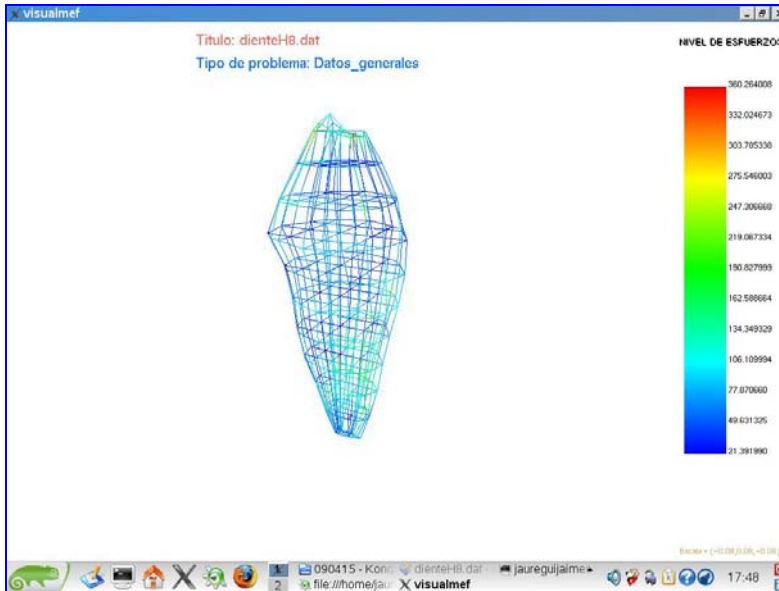 visualmef
Titulo: dienteH8.dat
Tipo de problema: Datos_generales
NIVEL DE ESFUERZOS
360.264008
332.024673
303.785338
275.546003
247.306668
219.067334
190.827999
162.588664
134.349329
106.109994
77.870660
49.631325
21.391990
1
2
090415 - Kon
dienteH8.dat
jaureguijaime
file:///home/jau
visualmef
17:48